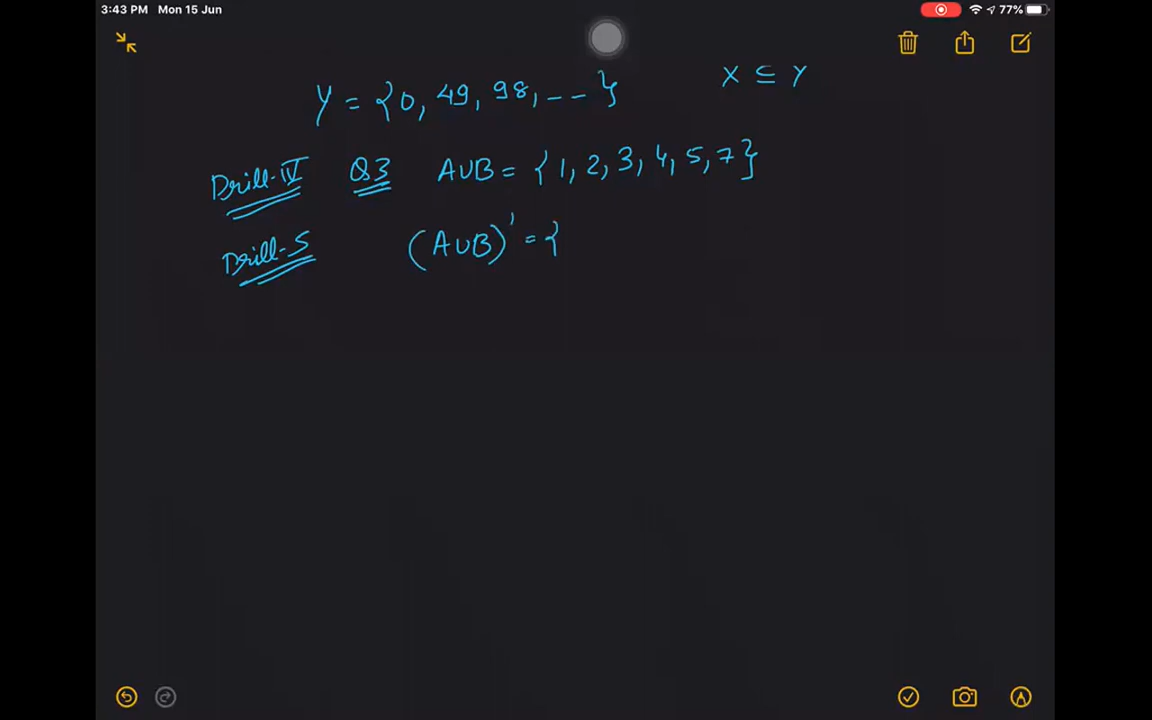 3:43 PM Mon 15 Jun 77%
Y = {0, 49, 98, _ _ } X ⊆ Y
Drill-IV Q3 A∪B = {1, 2, 3, 4, 5, 7}
Drill-5 (A∪B)' = {